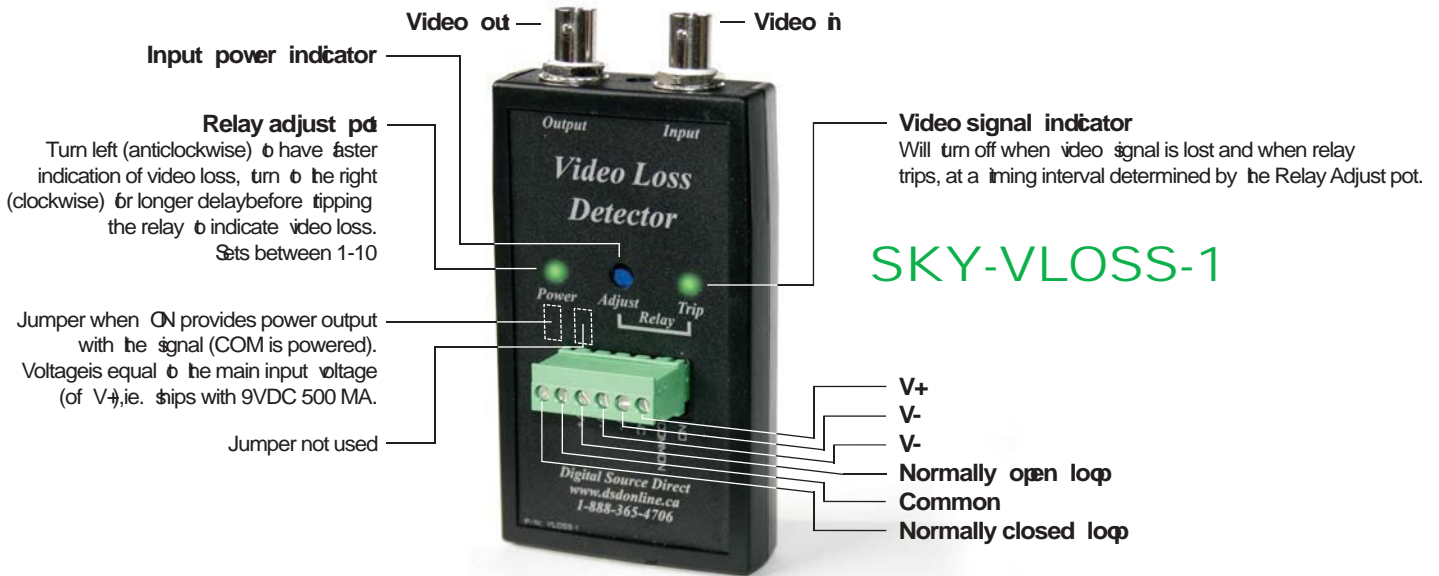 Video out
Video in
Input power indicator
Relay adjust pot
Turn left (anticlockwise) to have faster
indication of video loss, turn to the right
(clockwise) for longer delaybefore tripping
the relay to indicate video loss.
Sets between 1-10
Jumper when ON provides power output
with the signal (COM is powered).
Voltageis equal to the main input voltage
(of V+),ie. ships with 9VDC 500 MA.
Jumper not used
Output
Input
Video Loss
Detector
Power
Adjust
Trip
Relay
NO
COMMON
Digital Source Direct
www.dsdonline.ca
1-888-365-4706
P/N: VLOSS-1
Video signal indicator
Will turn off when video signal is lost and when relay
trips, at a timing interval determined by the Relay Adjust pot.
SKY-VLOSS-1
V+
V-
V-
Normally open loop
Common
Normally closed loop